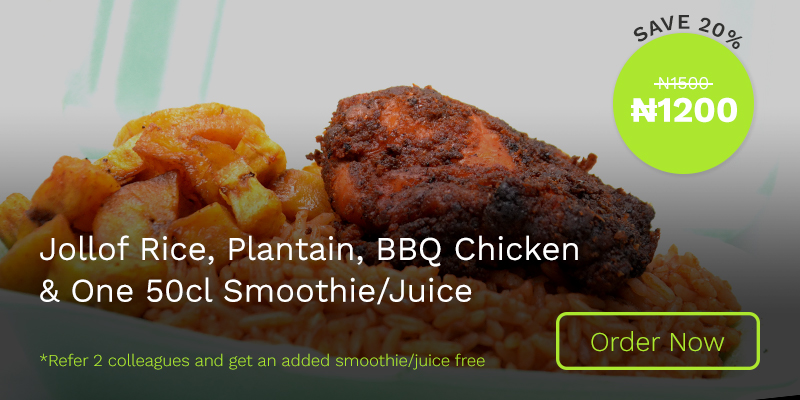 SAVE 20%
₦1500
₦1200
Jollof Rice, Plantain, BBQ Chicken
& One 50cl Smoothie/Juice
Order Now
*Refer 2 colleagues and get an added smoothie/juice free